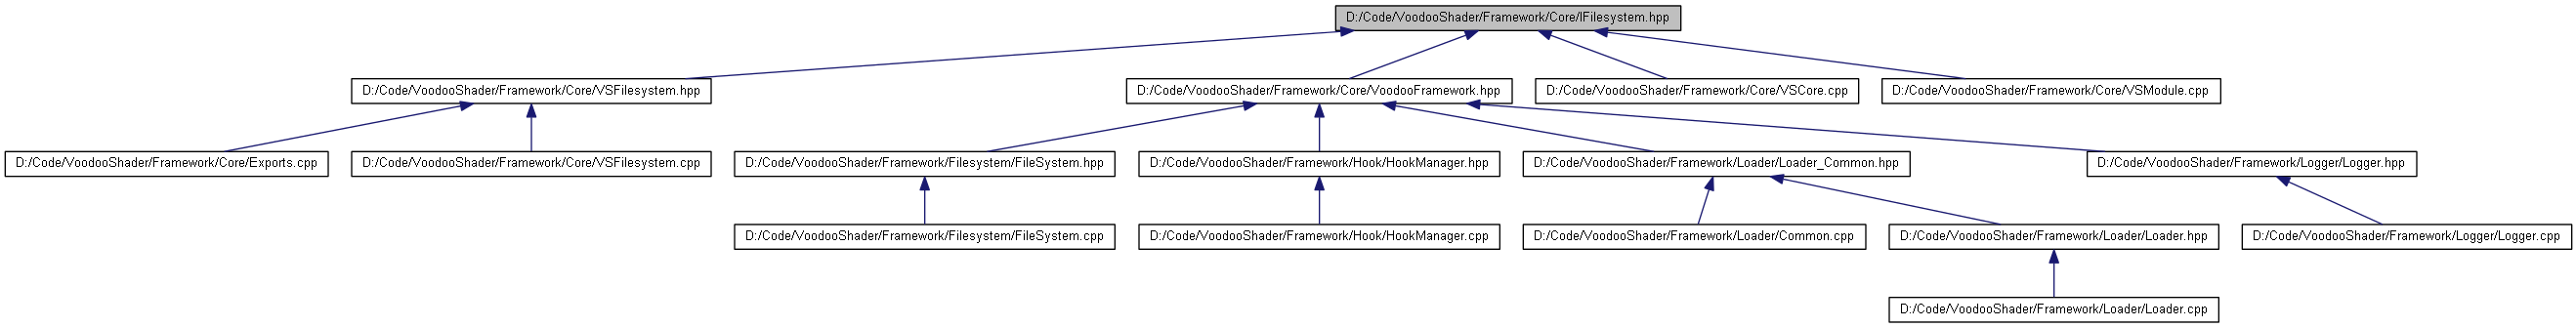 D:/Code/VoodooShader/Framework/Core/IFilesystem.hpp
D:/Code/VoodooShader/Framework/Core/VSFilesystem.hpp
D:/Code/VoodooShader/Framework/Core/VoodooFramework.hpp
D:/Code/VoodooShader/Framework/Core/VSCore.cpp
D:/Code/VoodooShader/Framework/Core/VSModule.cpp
D:/Code/VoodooShader/Framework/Core/Exports.cpp
D:/Code/VoodooShader/Framework/Core/VSFilesystem.cpp
D:/Code/VoodooShader/Framework/Filesystem/FileSystem.hpp
D:/Code/VoodooShader/Framework/Hook/HookManager.hpp
D:/Code/VoodooShader/Framework/Loader/Loader_Common.hpp
D:/Code/VoodooShader/Framework/Logger/Logger.hpp
D:/Code/VoodooShader/Framework/Filesystem/FileSystem.cpp
D:/Code/VoodooShader/Framework/Hook/HookManager.cpp
D:/Code/VoodooShader/Framework/Loader/Common.cpp
D:/Code/VoodooShader/Framework/Loader/Loader.hpp
D:/Code/VoodooShader/Framework/Logger/Logger.cpp
D:/Code/VoodooShader/Framework/Loader/Loader.cpp